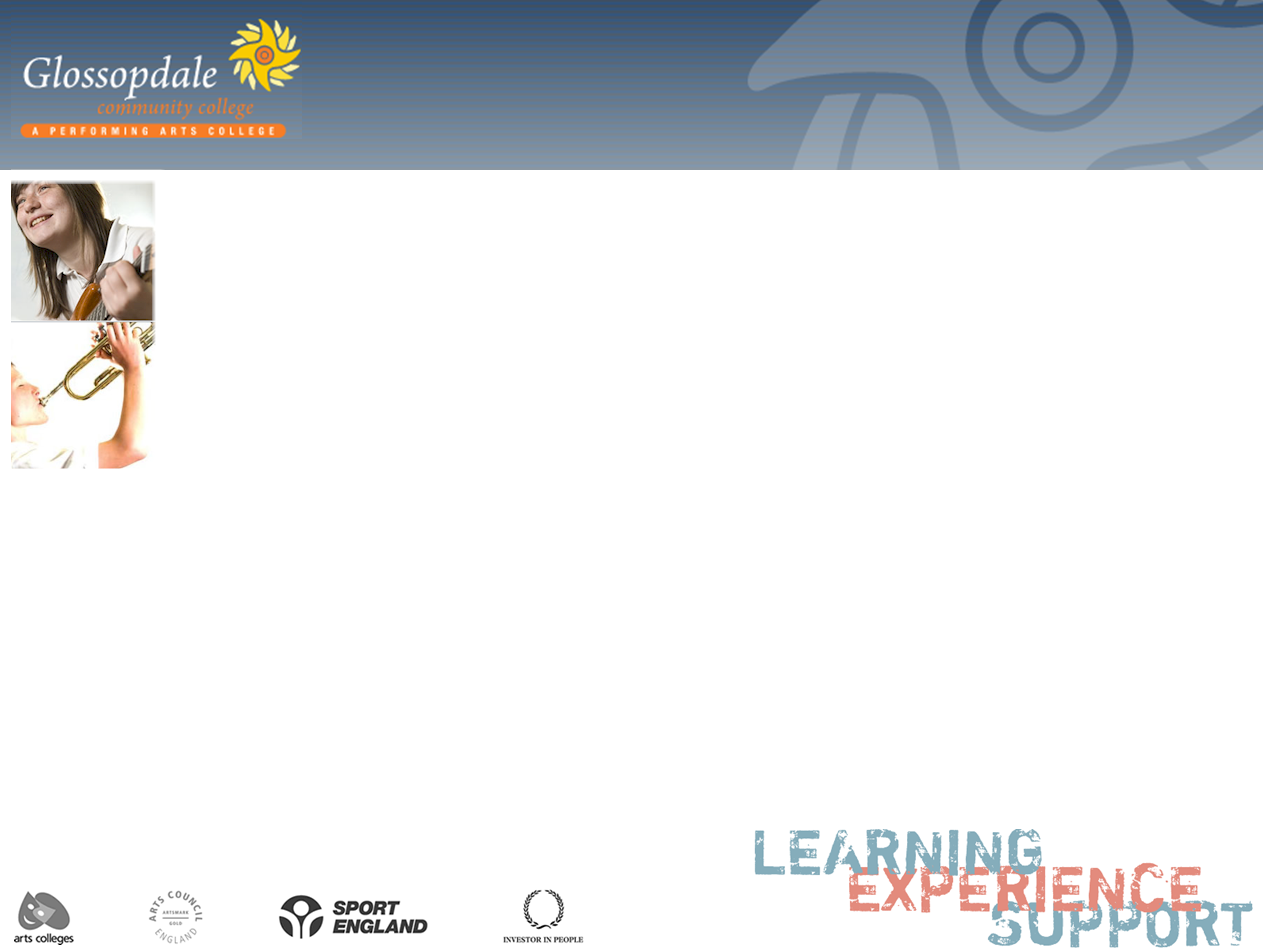 Glossopdale
community college
A PERFORMING ARTS COLLEGE
LEARNING
EXPERIENCE
SUPPORT
arts colleges
ARTS COUNCIL
ARTSMARK
GOLD
ENGLAND
SPORT
ENGLAND
INVESTOR IN PEOPLE